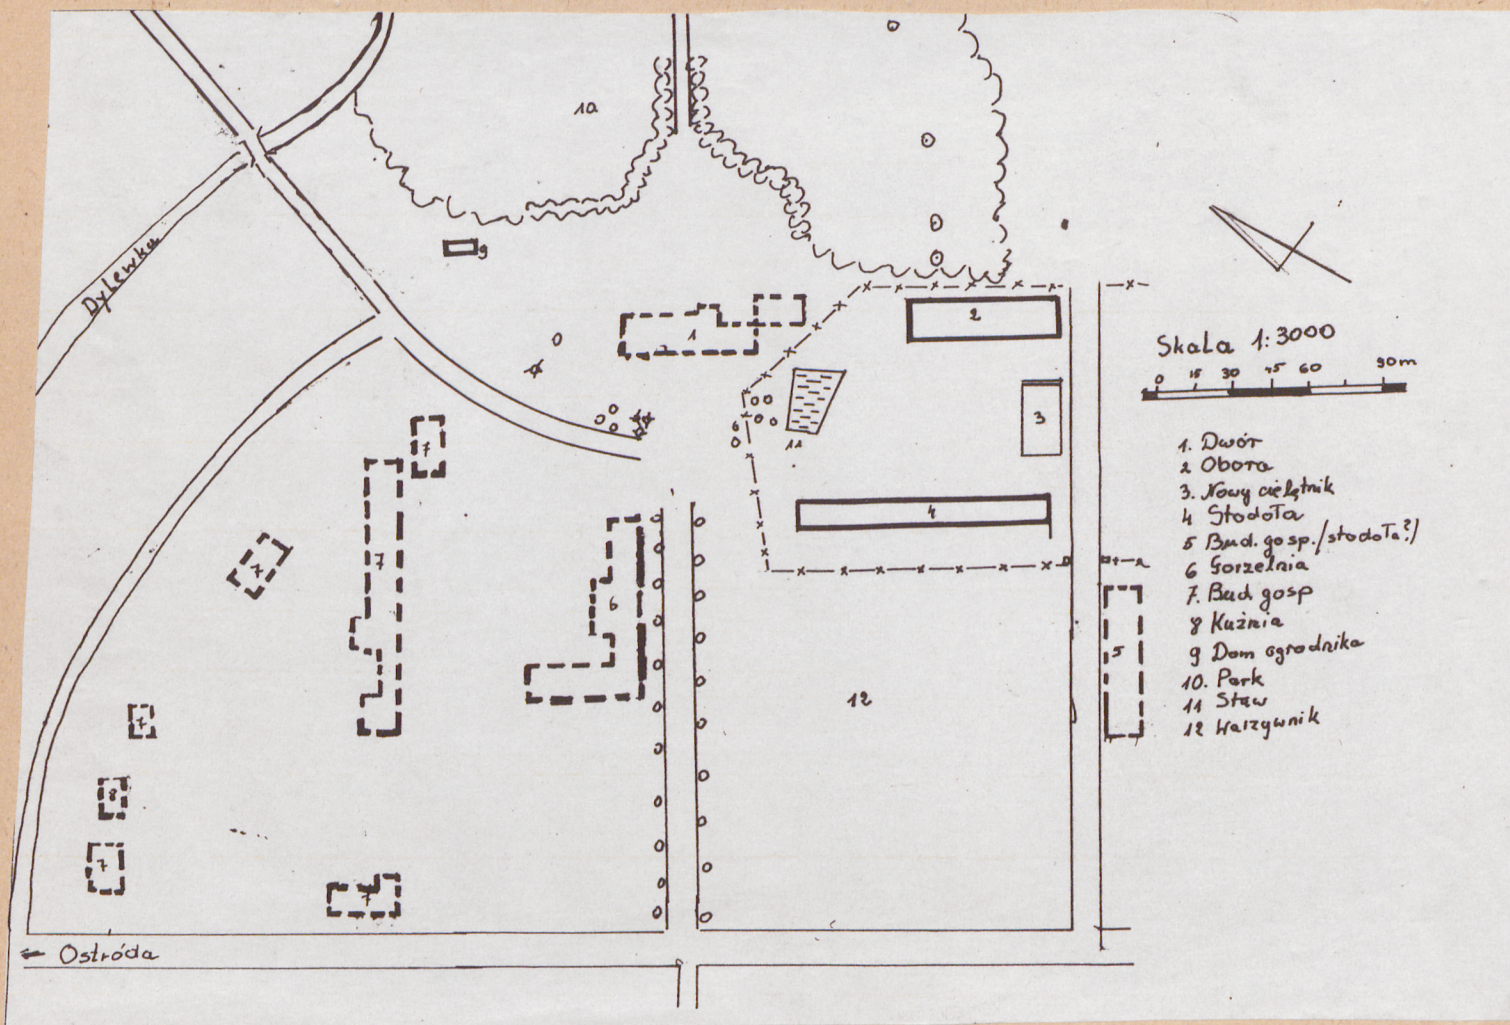 10
Dylewka
9
1
2
Skala 1:3000
0 15 30 45 60 90m
3
11
7
4
1. Dwór
2 Obora
3. Nowy cielętnik
4 Stodoła
5 Bud. gosp. /stodoła?/
6 Gorzelnia
7. Bud gosp
8 Kuźnia
9 Dom ogrodnika
10. Park
11 Staw
12 Warzywnik
7
7
6
5
12
7
8
7
7
← Ostróda